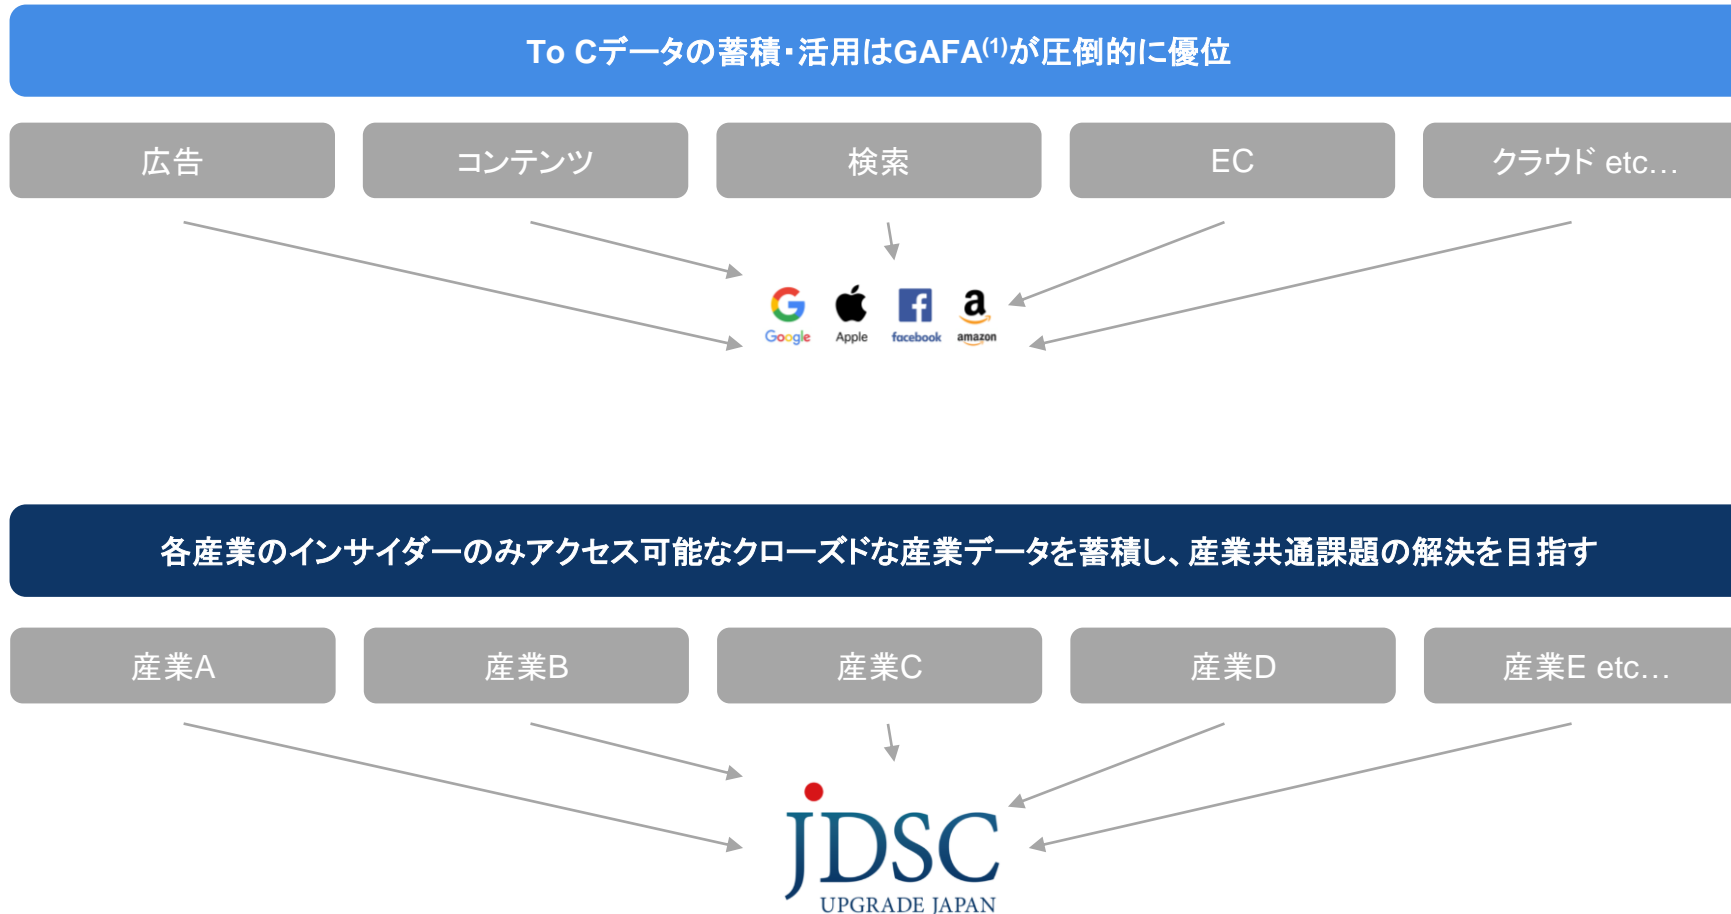 To Cデータの蓄積・活用はGAFA(1)が圧倒的に優位
広告
コンテンツ
検索
EC
クラウド etc...
Google
Apple
facebook
a
amazon
各産業のインサイダーのみアクセス可能なクローズドな産業データを蓄積し、産業共通課題の解決を目指す
産業A
産業B
産業C
産業D
産業E etc...
JDSC
UPGRADE JAPAN